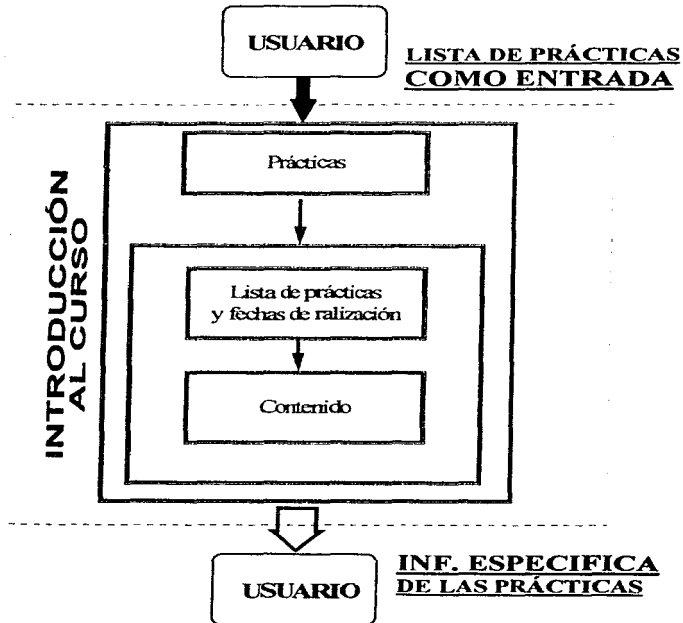 USUARIO
LISTA DE PRÁCTICAS
COMO ENTRADA
Prácticas
INTRODUCCIÓN
AL CURSO
Lista de prácticas
y fechas de ralización
Contenido
USUARIO
INF. ESPECIFICA
DE LAS PRÁCTICAS